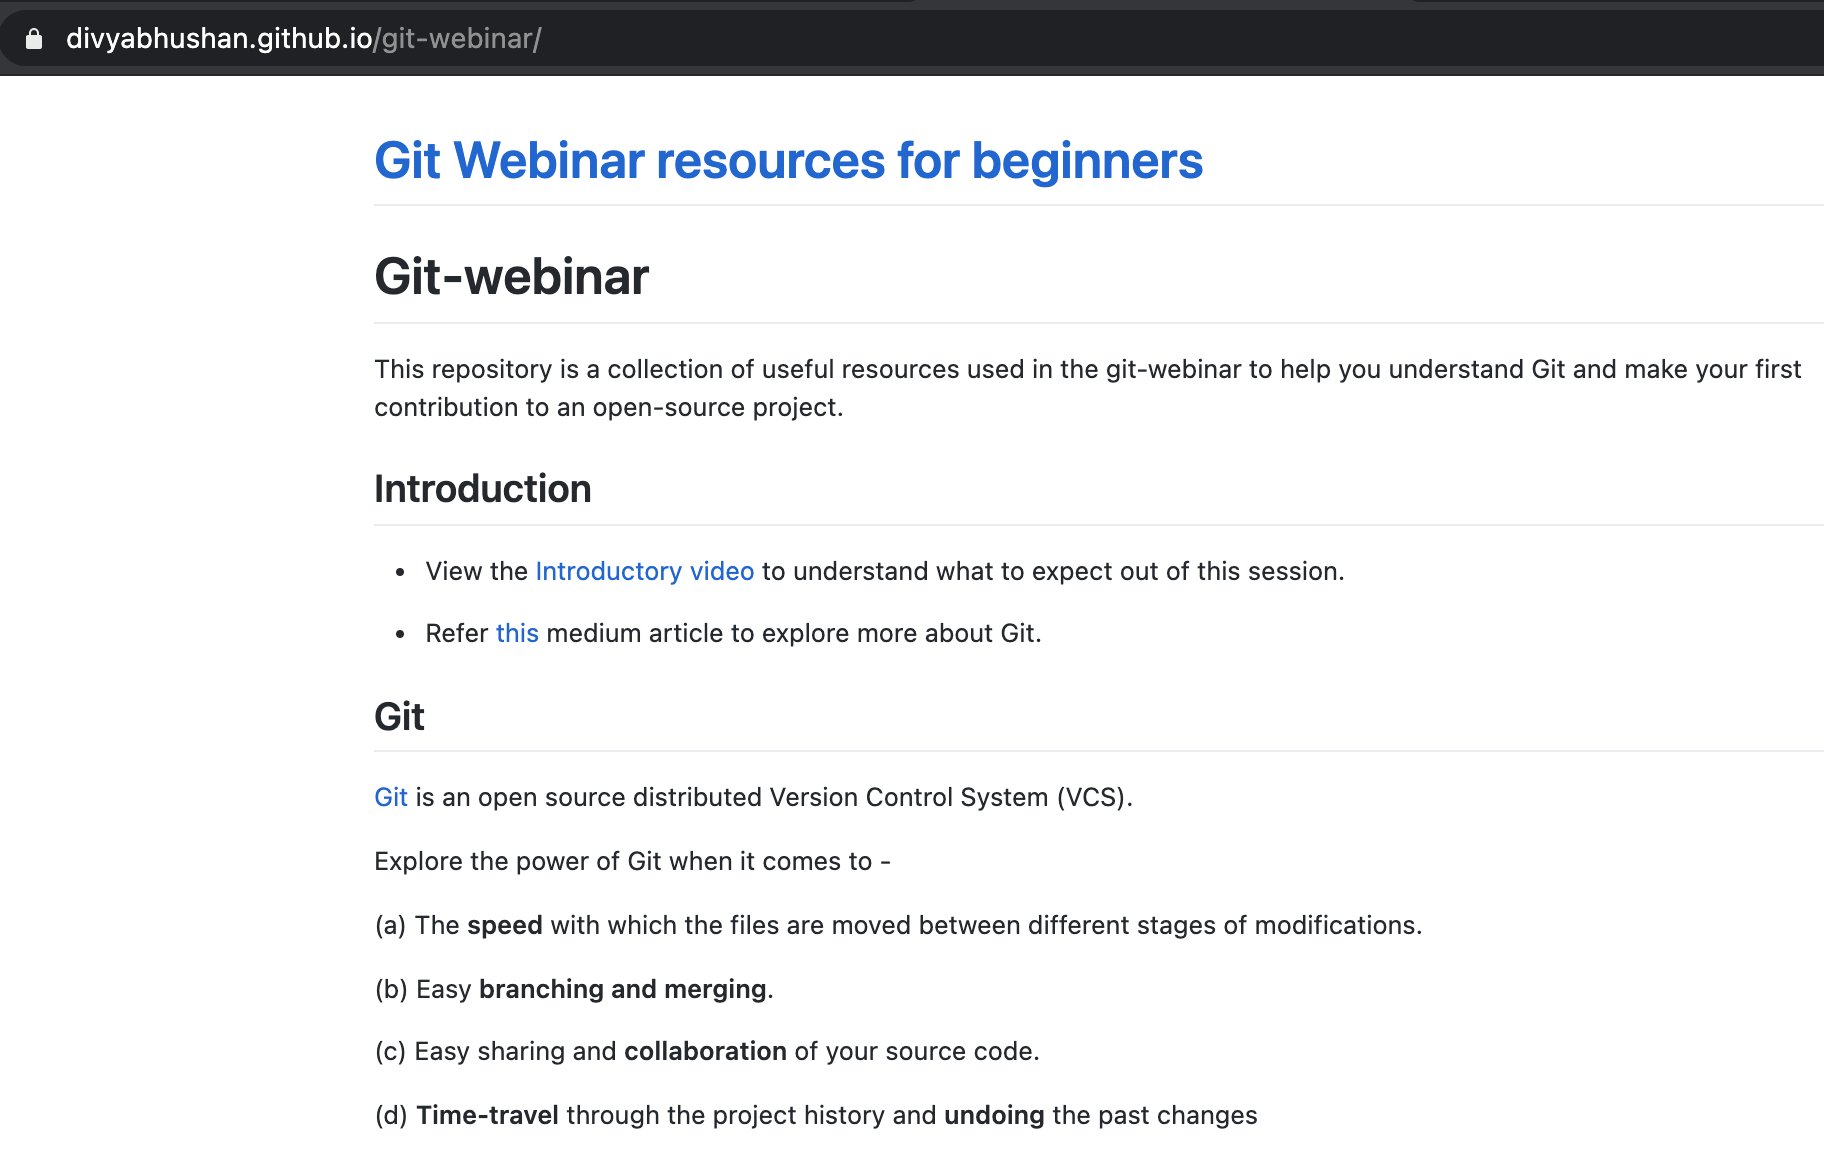 divyabhushan.github.io/git-webinar/
Git Webinar resources for beginners
Git-webinar
This repository is a collection of useful resources used in the git-webinar to help you understand Git and make your first
contribution to an open-source project.
Introduction
• View the Introductory video to understand what to expect out of this session.
• Refer this medium article to explore more about Git.
Git
Git is an open source distributed Version Control System (VCS).
Explore the power of Git when it comes to -
(a) The speed with which the files are moved between different stages of modifications.
(b) Easy branching and merging.
(c) Easy sharing and collaboration of your source code.
(d) Time-travel through the project history and undoing the past changes